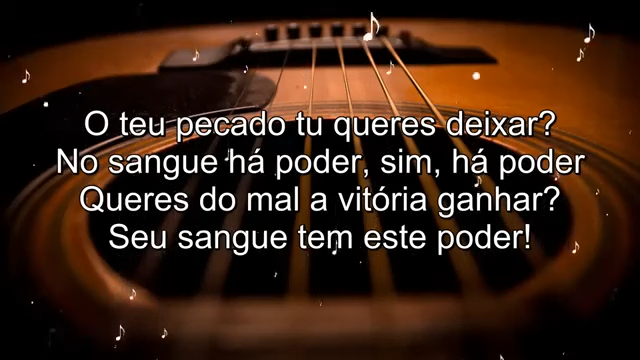 O teu pecado tu queres deixar?
No sangue há poder, sim, há poder
Queres do mal a vitória ganhar?
Seu sangue tem este poder!